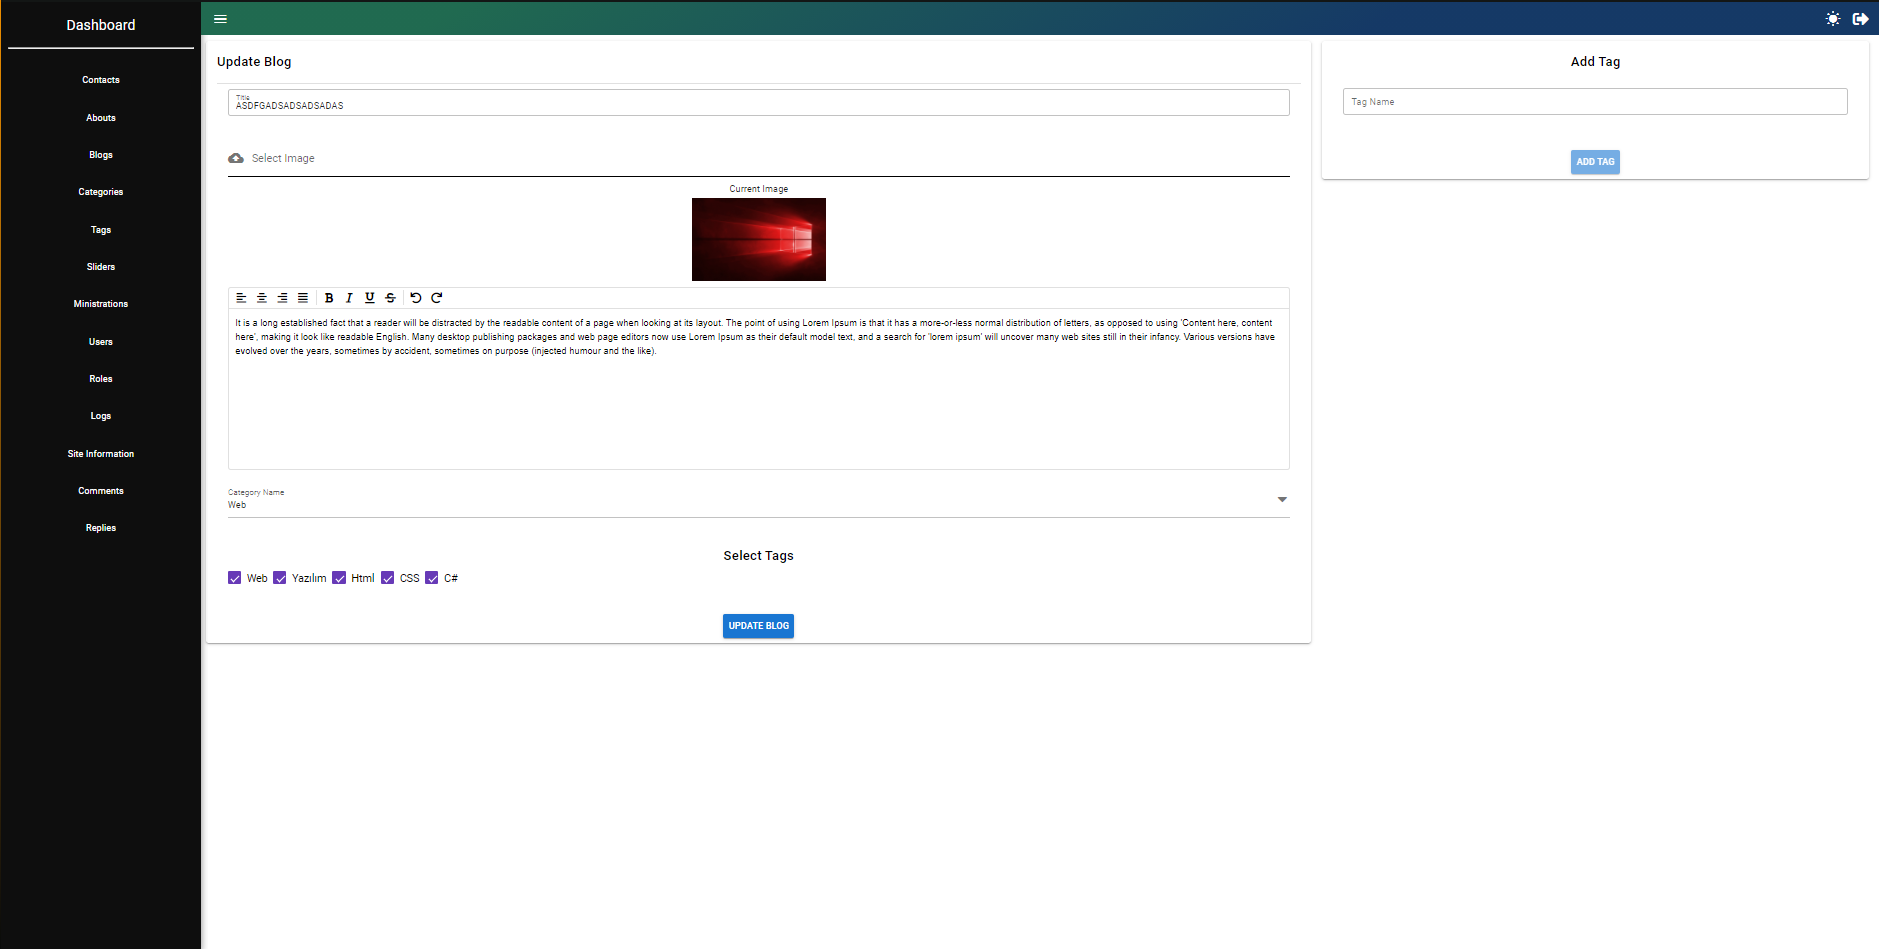 Dashboard
Contacts
Abouts
Blogs
Categories
Tags
Sliders
Ministrations
Users
Roles
Logs
Site Information
Comments
Replies
Update Blog
Title
ASDFGADSADSADSADAS
Select Image
Current Image
It is a long established fact that a reader will be distracted by the readable content of a page when looking at its layout. The point of using Lorem Ipsum is that it has a more-or-less normal distribution of letters, as opposed to using 'Content here, content
here', making it look like readable English. Many desktop publishing packages and web page editors now use Lorem Ipsum as their default model text, and a search for 'lorem ipsum' will uncover many web sites still in their infancy. Various versions have
evolved over the years, sometimes by accident, sometimes on purpose (injected humour and the like).
Category Name
Web
Select Tags
Web Yazılım Html CSS C#
UPDATE BLOG
Add Tag
Tag Name
ADD TAG